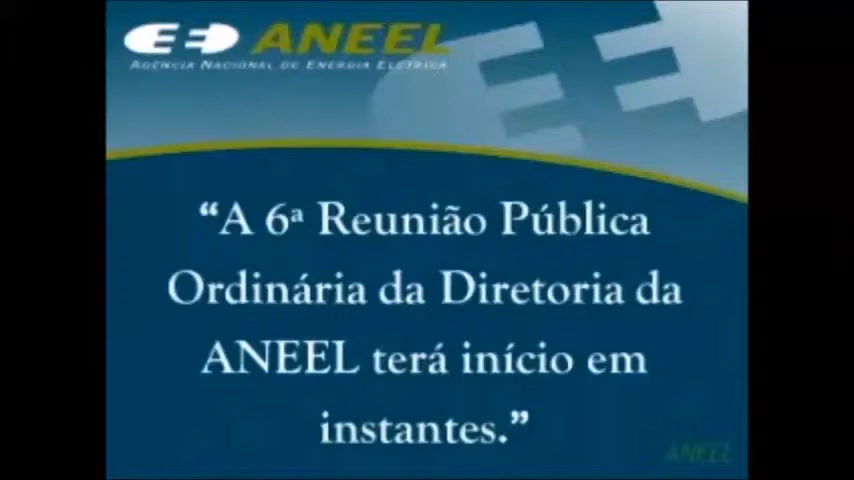 ANEEL
AGÊNCIA NACIONAL DE ENERGIA ELÉTRICA
“A 6ª Reunião Pública
Ordinária da Diretoria da
ANEEL terá início em
instantes.”
ANEEL